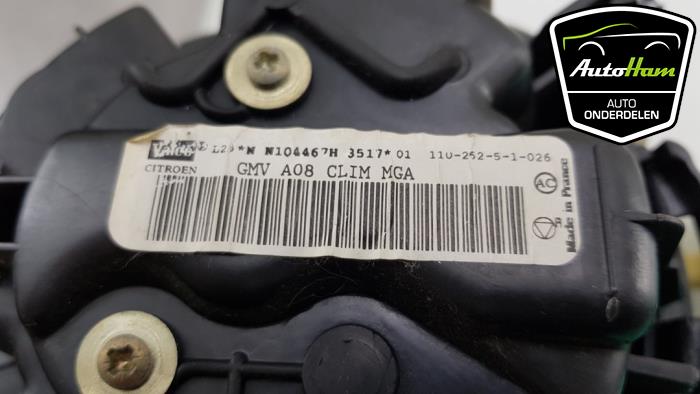 AutoHam
AUTO
ONDERDELEN
Valeo L29 *N N104467H 3517* 01 110-252-5-1-026
CITROEN GMV A08 CLIM MGA
AC
Made in France